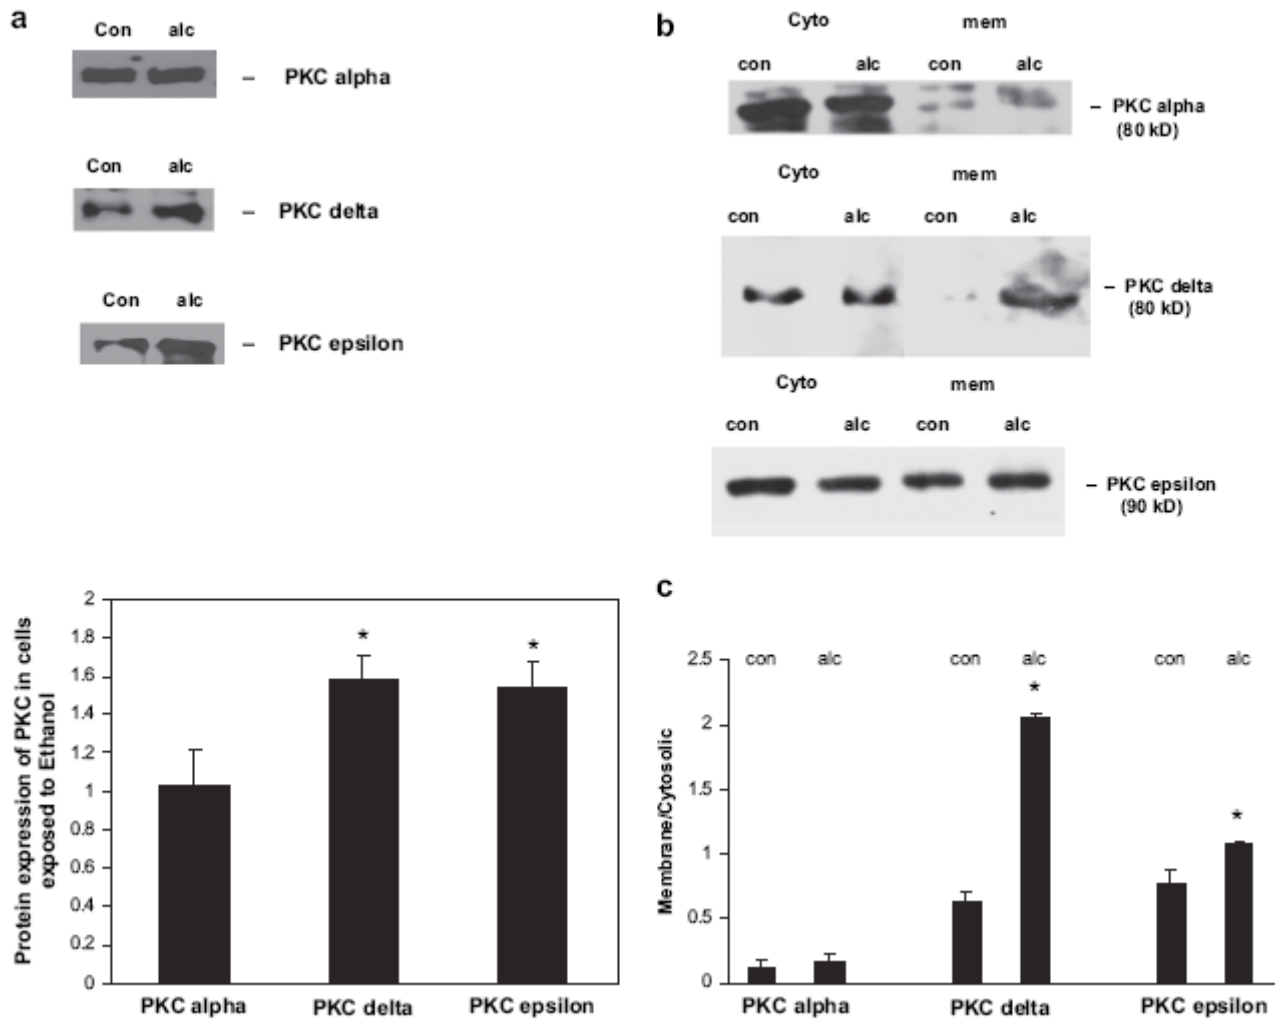 a
Con alc
– PKC alpha
Con alc
– PKC delta
Con alc
– PKC epsilon
Protein expression of PKC in cells
exposed to Ethanol
2
1.8
1.6
1.4
1.2
1
0.8
0.6
0.4
0.2
0
* *
PKC alpha PKC delta PKC epsilon
b
Cyto mem
con alc con alc
– PKC alpha
(80 kD)
Cyto mem
con alc con alc
– PKC delta
(80 kD)
Cyto mem
con alc con alc
– PKC epsilon
(90 kD)
c
Membrane/Cytosolic
2.5
2
1.5
1
0.5
0
con alc con alc con alc
* *
PKC alpha PKC delta PKC epsilon